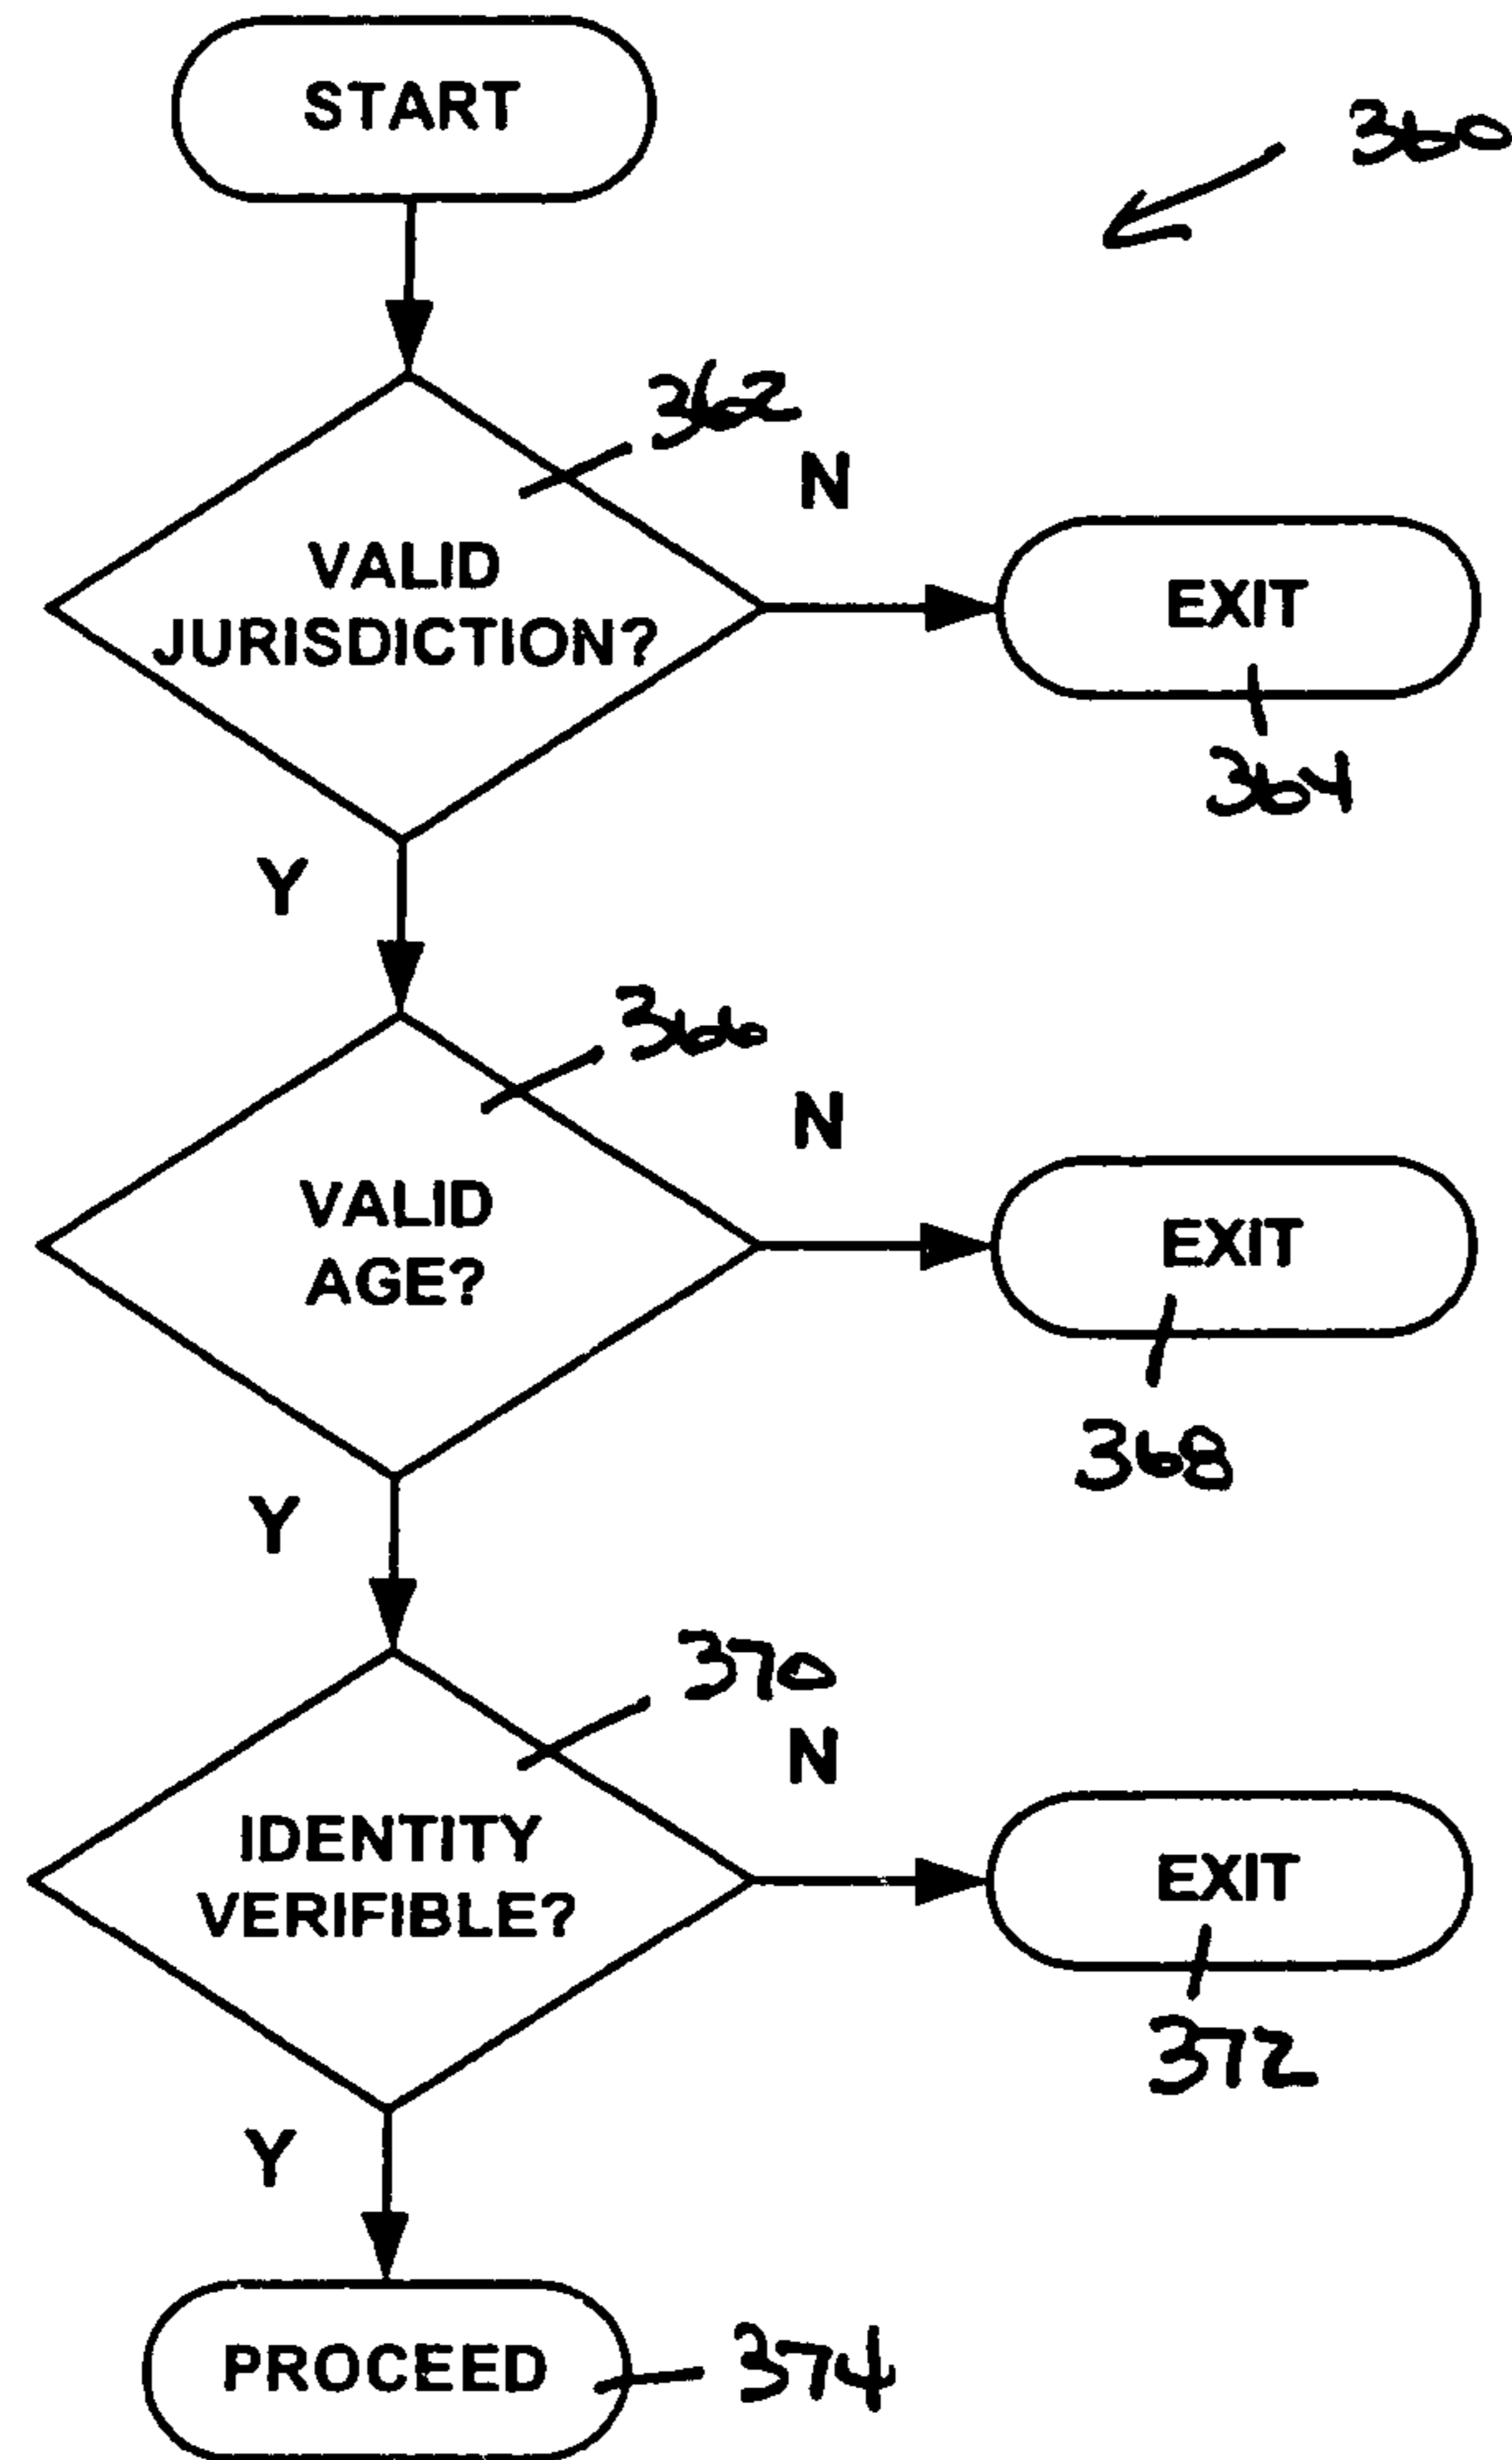 START
360
362
N
VALID
JURISDICTION?
EXIT
364
Y
366
N
VALID
AGE?
EXIT
368
Y
370
N
IDENTITY
VERIFIBLE?
EXIT
372
Y
PROCEED
374